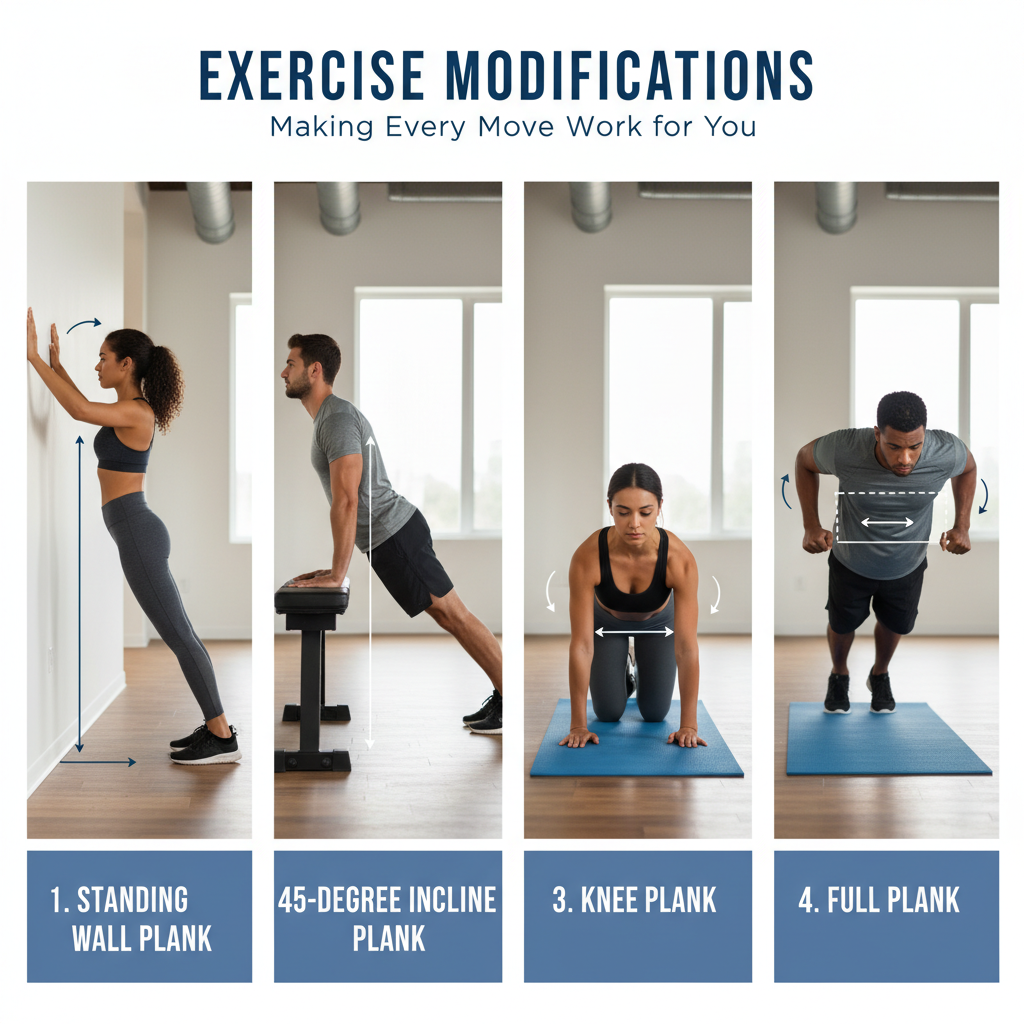 EXERCISE MODIFICATIONS
Making Every Move Work for You
1. STANDING
WALL PLANK
45-DEGREE INCLINE
PLANK
3. KNEE PLANK
4. FULL PLANK